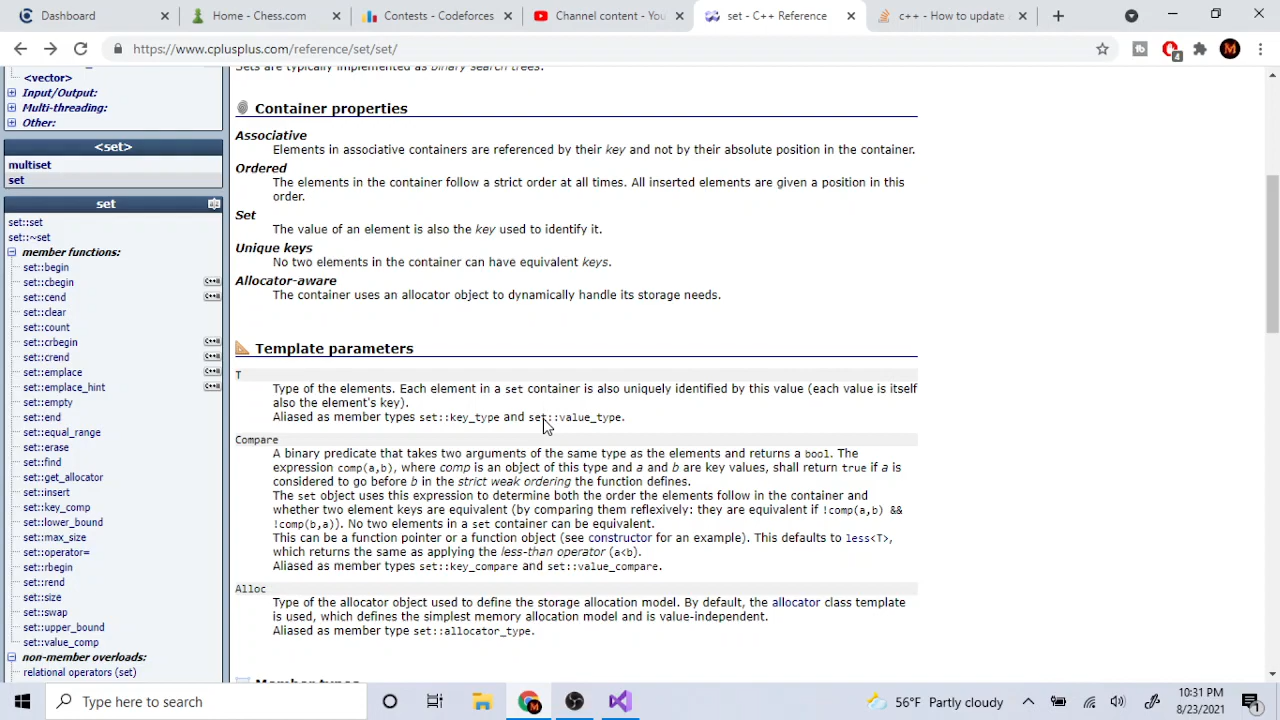 Dashboard
Home - Chess.com
Contests - Codeforces
Channel content - You
set - C++ Reference
c++ - How to update
https://www.cplusplus.com/reference/set/set/
4
M
<vector>
Input/Output:
Multi-threading:
Other:
<set>
multiset
set
set
set::set
set::~set
member functions:
set::begin
set::cbegin
set::cend
set::clear
set::count
set::crbegin
set::crend
set::emplace
set::emplace_hint
set::empty
set::end
set::equal_range
set::erase
set::find
set::get_allocator
set::insert
set::key_comp
set::lower_bound
set::max_size
set::operator=
set::rbegin
set::rend
set::size
set::swap
set::upper_bound
set::value_comp
non-member overloads:
relational operators (set)
Sets are typically implemented as binary search trees.
Container properties
Associative
Elements in associative containers are referenced by their key and not by their absolute position in the container.
Ordered
The elements in the container follow a strict order at all times. All inserted elements are given a position in this
order.
Set
The value of an element is also the key used to identify it.
Unique keys
No two elements in the container can have equivalent keys.
Allocator-aware
The container uses an allocator object to dynamically handle its storage needs.
Template parameters
T
Type of the elements. Each element in a set container is also uniquely identified by this value (each value is itself
also the element's key).
Aliased as member types set::key_type and set::value_type.
Compare
A binary predicate that takes two arguments of the same type as the elements and returns a bool. The
expression comp(a,b), where comp is an object of this type and a and b are key values, shall return true if a is
considered to go before b in the strict weak ordering the function defines.
The set object uses this expression to determine both the order the elements follow in the container and
whether two element keys are equivalent (by comparing them reflexively: they are equivalent if !comp(a,b) &&
!comp(b,a)). No two elements in a set container can be equivalent.
This can be a function pointer or a function object (see constructor for an example). This defaults to less<T>,
which returns the same as applying the less-than operator (a<b).
Aliased as member types set::key_compare and set::value_compare.
Alloc
Type of the allocator object used to define the storage allocation model. By default, the allocator class template
is used, which defines the simplest memory allocation model and is value-independent.
Aliased as member type set::allocator_type.
Member types
Type here to search
56°F Partly cloudy
10:31 PM
8/23/2021